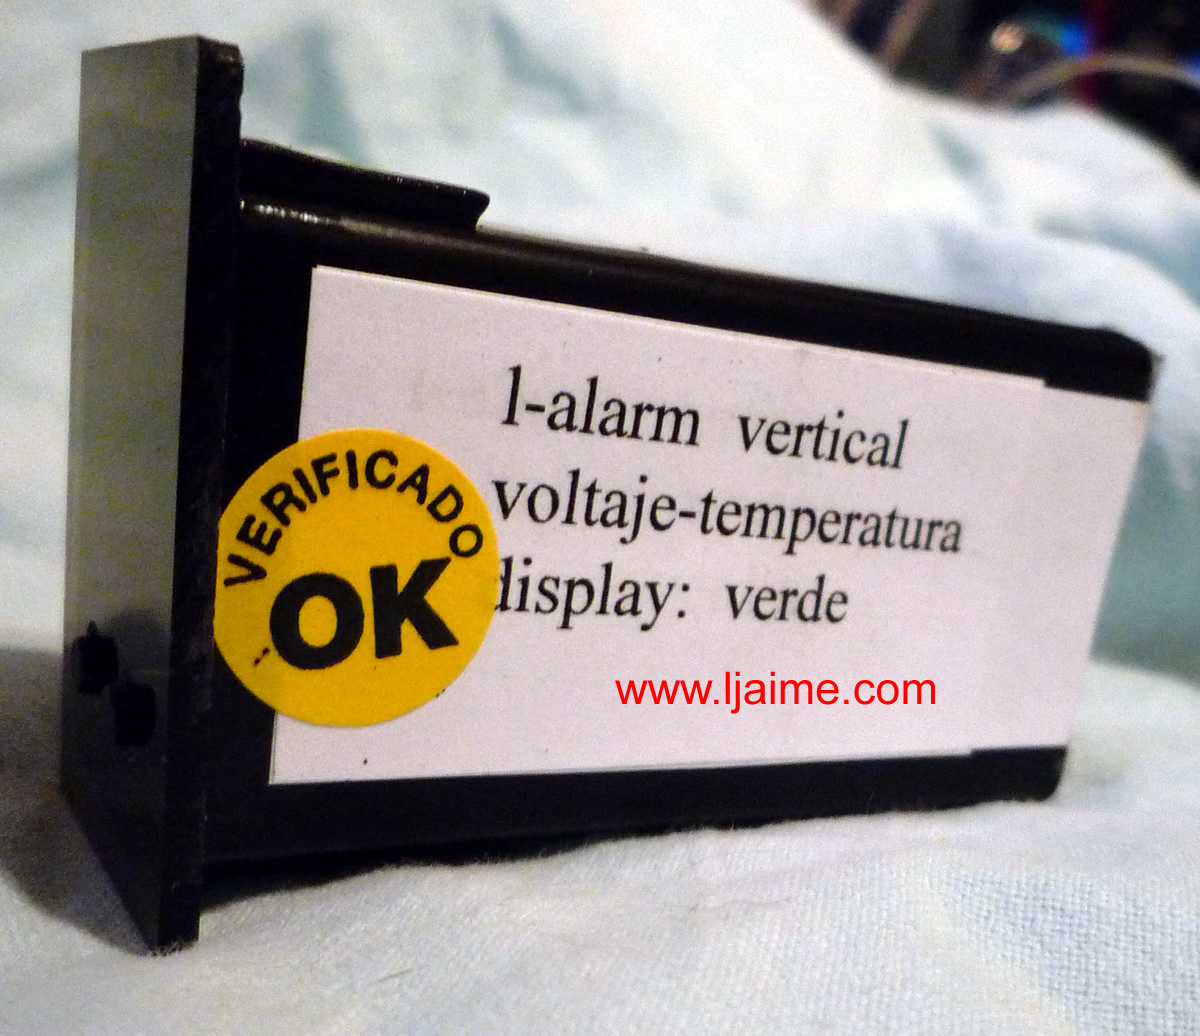 l-alarm vertical
voltaje-temperatura
display: verde
VERIFICADO
OK
www.ljaime.com